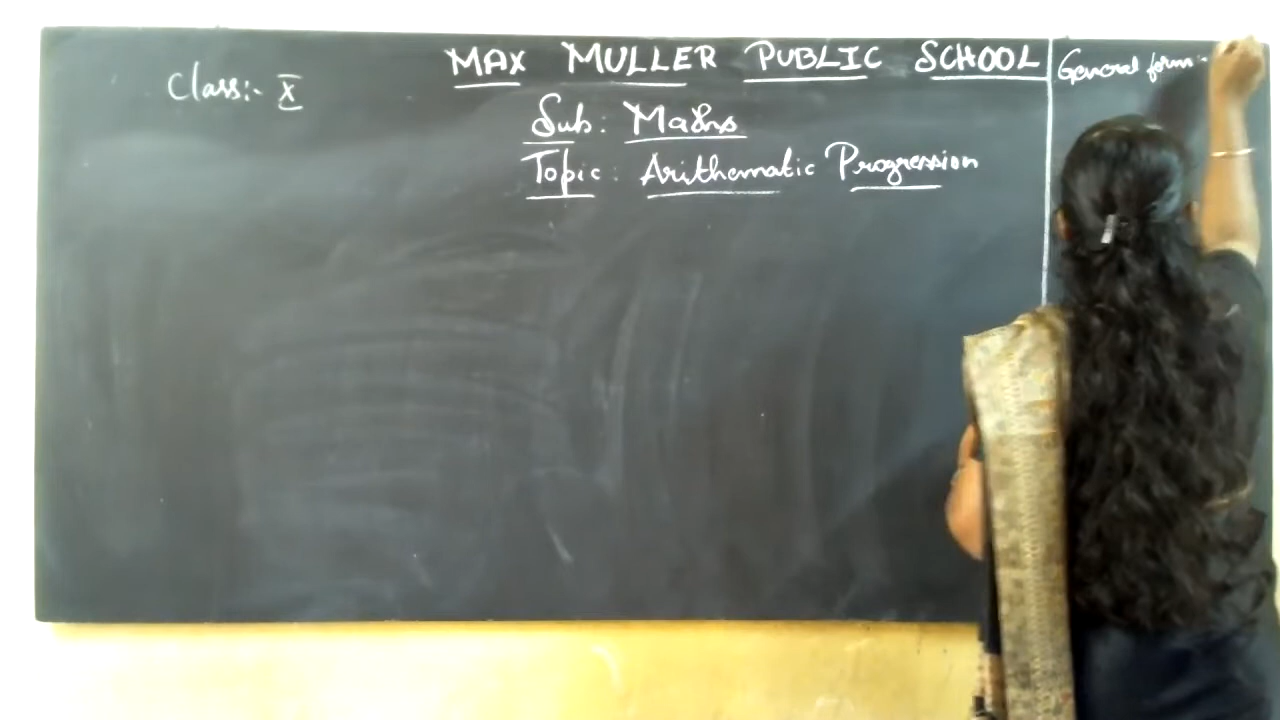 MAX MULLER PUBLIC SCHOOL
Class:- X
Sub: Maths
Topic: Arithematic Progression
General form:-